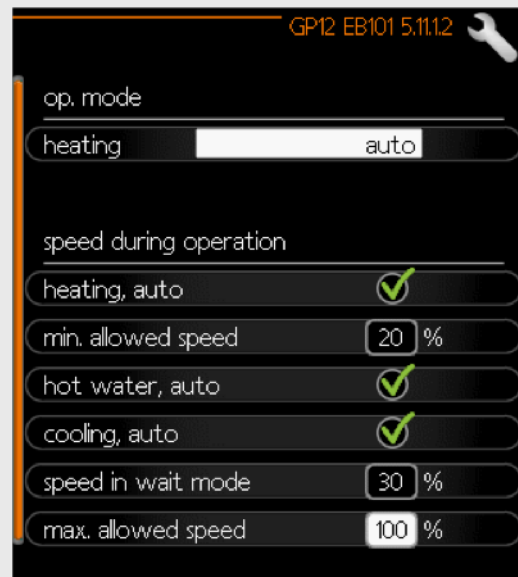 GP12 EB101 5.11.1.2
op. mode
heating auto
speed during operation
heating, auto
min. allowed speed 20 %
hot water, auto
cooling, auto
speed in wait mode 30 %
max. allowed speed 100 %